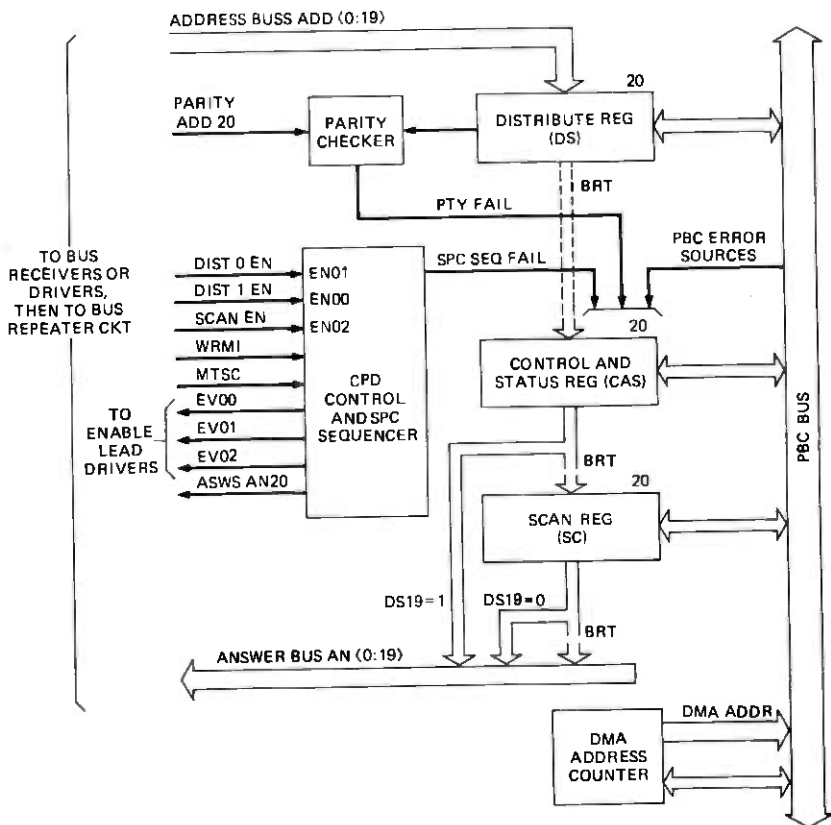 ADDRESS BUSS ADD (0:19)
20
PARITY
ADD 20
PARITY
CHECKER
DISTRIBUTE REG
(DS)
BRT
PTY FAIL
PBC ERROR
SOURCES
TO BUS
RECEIVERS OR
DRIVERS,
THEN TO BUS
REPEATER CKT
DIST 0 EN
EN01
SPC SEQ FAIL
DIST 1 EN
EN00
SCAN EN
EN02
20
WRMI
CONTROL AND
STATUS REG (CAS)
MTSC
CPD
CONTROL
AND SPC
SEQUENCER
PBC BUS
TO
ENABLE
LEAD
DRIVERS
EV00
EV01
EV02
ASWS AN20
BRT
20
SCAN REG
(SC)
DS19=1
DS19=0
BRT
ANSWER BUS AN (0:19)
DMA ADDR
DMA
ADDRESS
COUNTER